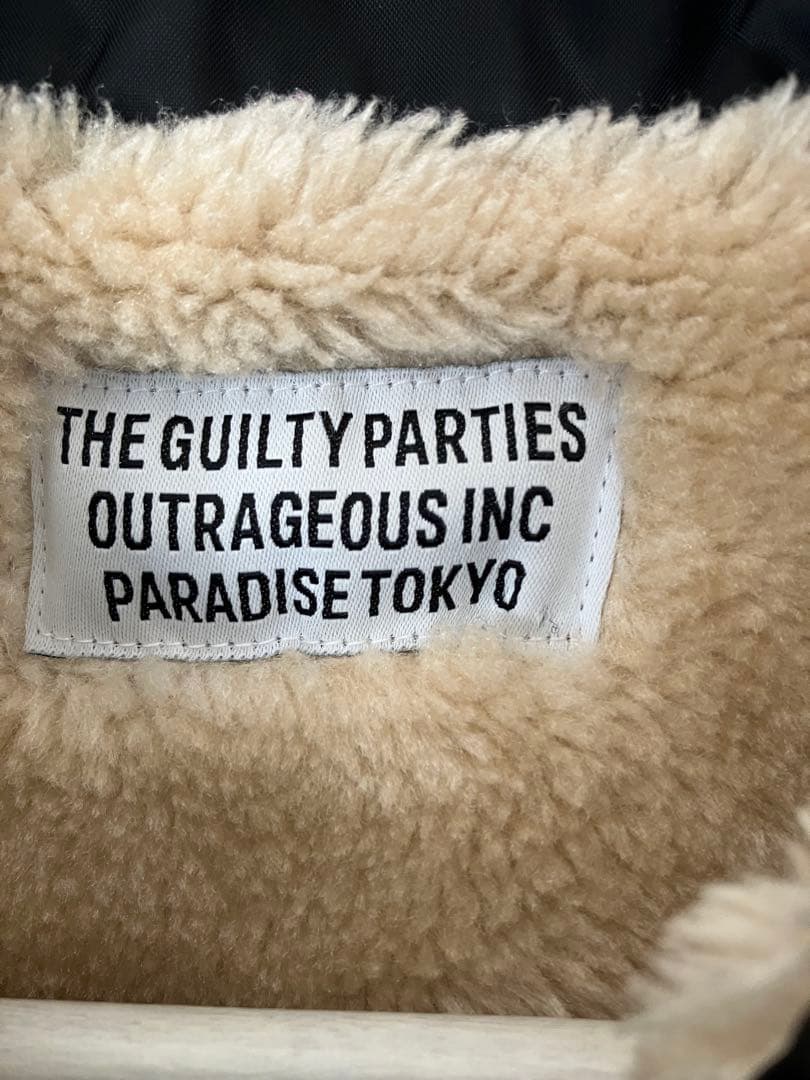 THE GUILTY PARTIES
OUTRAGEOUS INC
PARADISE TOKYO